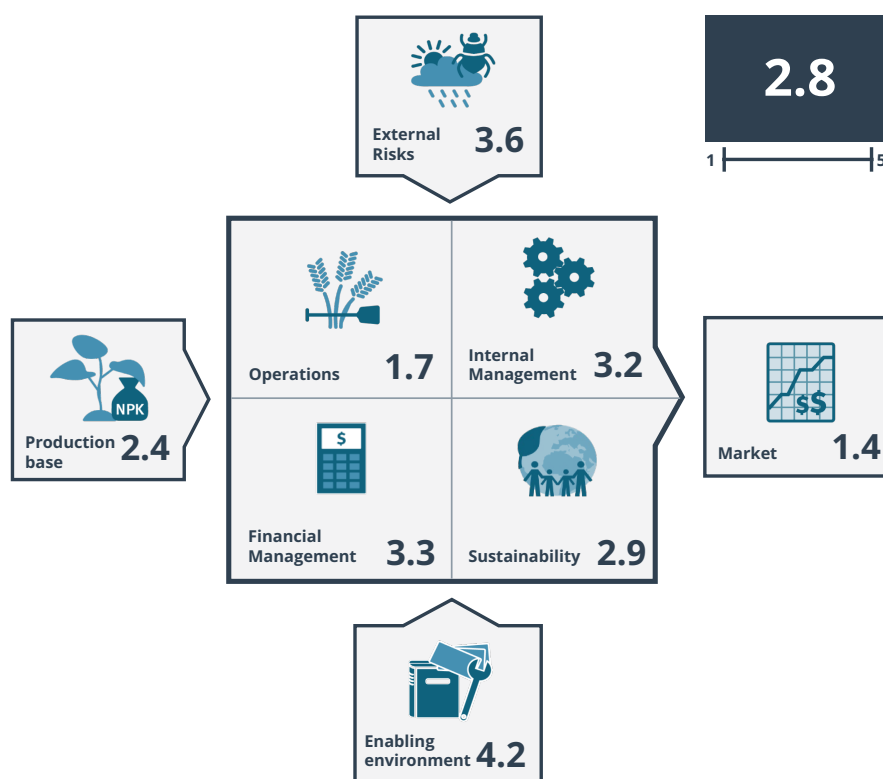 2.8
1
5
External
Risks
3.6
Operations
1.7
Internal
Management
3.2
NPK
Production
base
2.4
$
$$
Market
1.4
Financial
Management
3.3
Sustainability
2.9
Enabling
environment
4.2